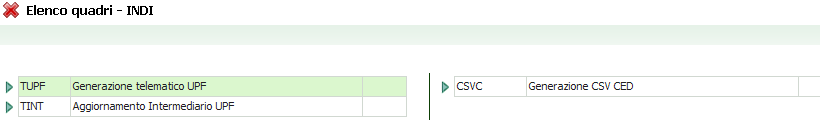 Elenco quadri - INDI
TUPF Generazione telematico UPF
TINT Aggiornamento Intermediario UPF
CSVC Generazione CSV CED